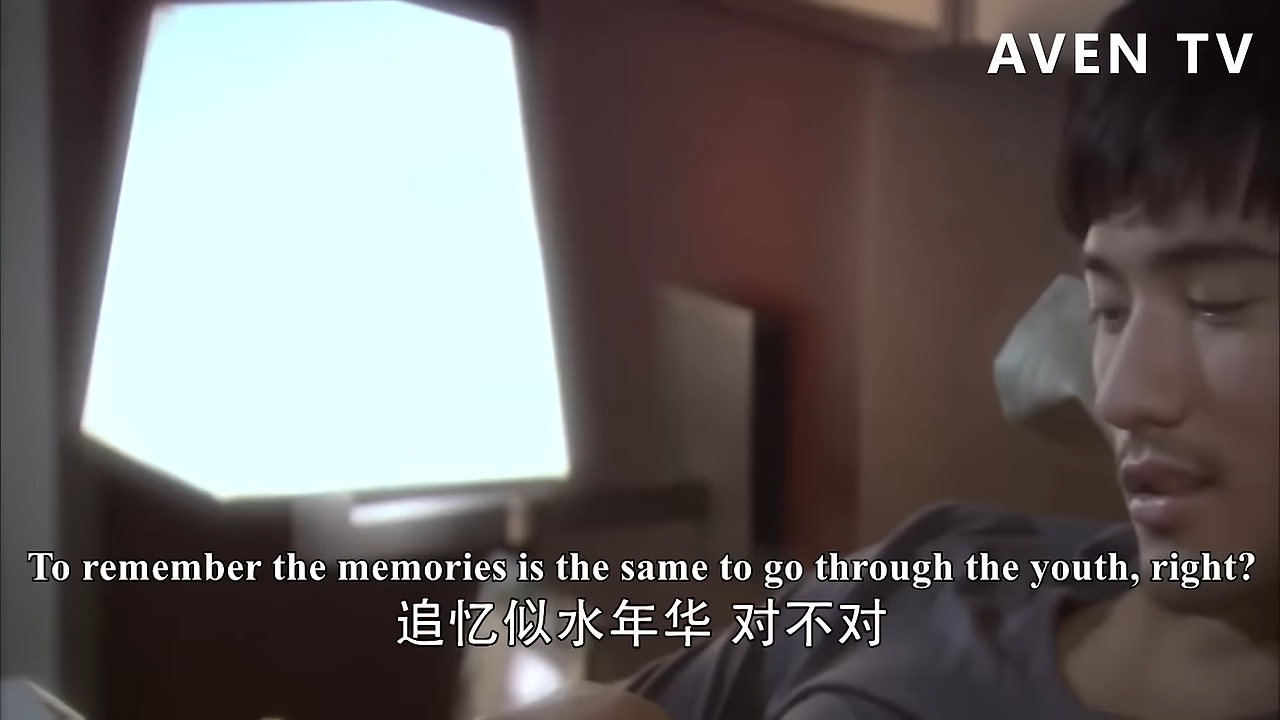 AVEN TV
To remember the memories is the same to go through the youth, right?
追忆似水年华 对不对